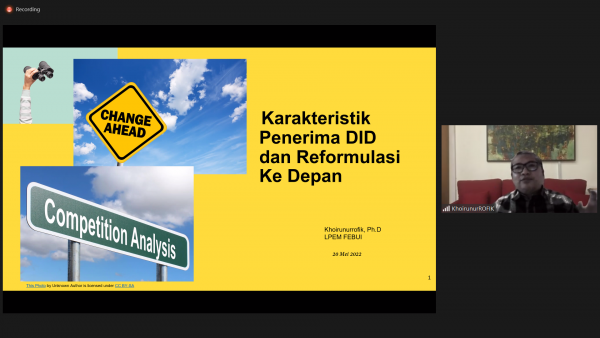 Recording
CHANGE
AHEAD
Competition Analysis
Karakteristik
Penerima DID
dan Reformulasi
Ke Depan
Khoirunurrofik, Ph.D
LPEM FEBUI
20 Mei 2022
1
This Photo by Unknown Author is licensed under CC BY-SA
KhoirunurROFIK